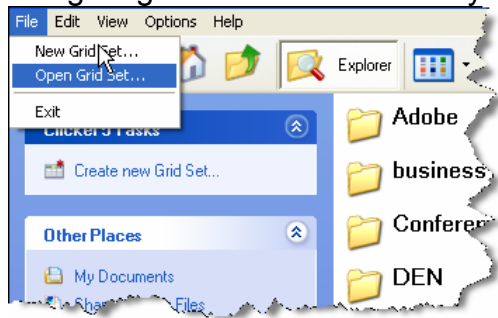 File Edit View Options Help
New Grid Set...
Open Grid Set...
Exit
Explorer
Clicker 5 Tasks
Create new Grid Set...
Other Places
My Documents
Files
Adobe
business
DEN